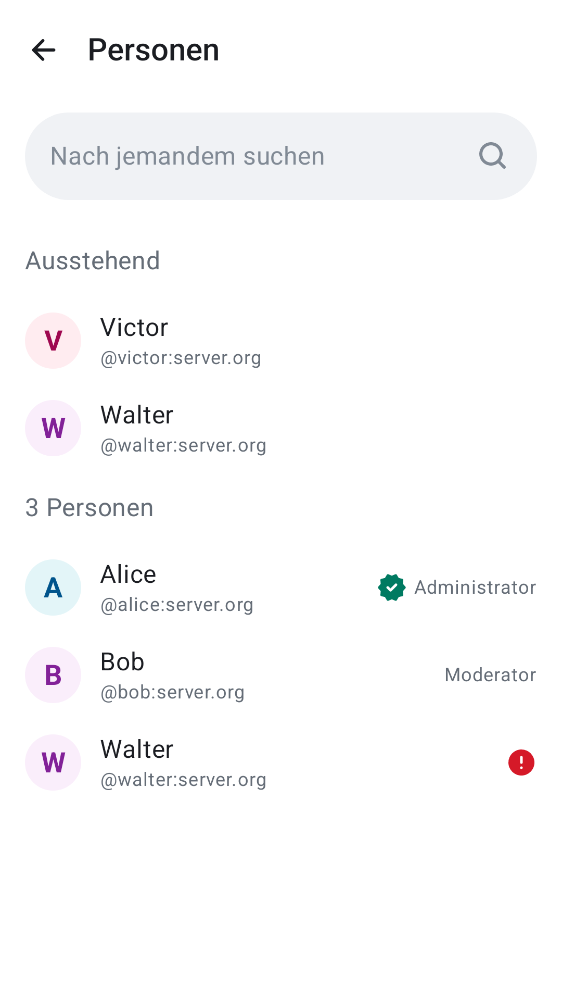 Personen
Nach jemandem suchen
Ausstehend
V
Victor
@victor:server.org
W
Walter
@walter:server.org
3 Personen
A
Alice
@alice:server.org
Administrator
B
Bob
@bob:server.org
Moderator
W
Walter
@walter:server.org